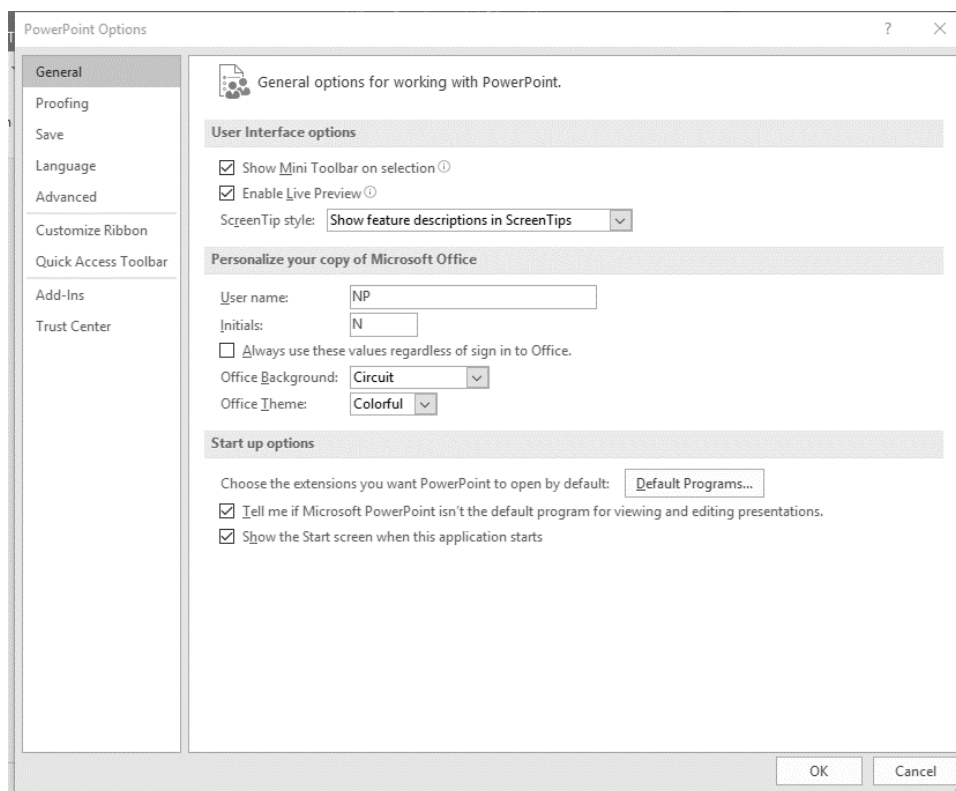 PowerPoint Options
General
Proofing
Save
Language
Advanced
Customize Ribbon
Quick Access Toolbar
Add-Ins
Trust Center
General options for working with PowerPoint.
User Interface options
Show Mini Toolbar on selection
Enable Live Preview
ScreenTip style: Show feature descriptions in ScreenTips
Personalize your copy of Microsoft Office
User name: NP
Initials: N
Always use these values regardless of sign in to Office.
Office Background: Circuit
Office Theme: Colorful
Start up options
Choose the extensions you want PowerPoint to open by default: Default Programs...
Tell me if Microsoft PowerPoint isn't the default program for viewing and editing presentations.
Show the Start screen when this application starts
OK Cancel